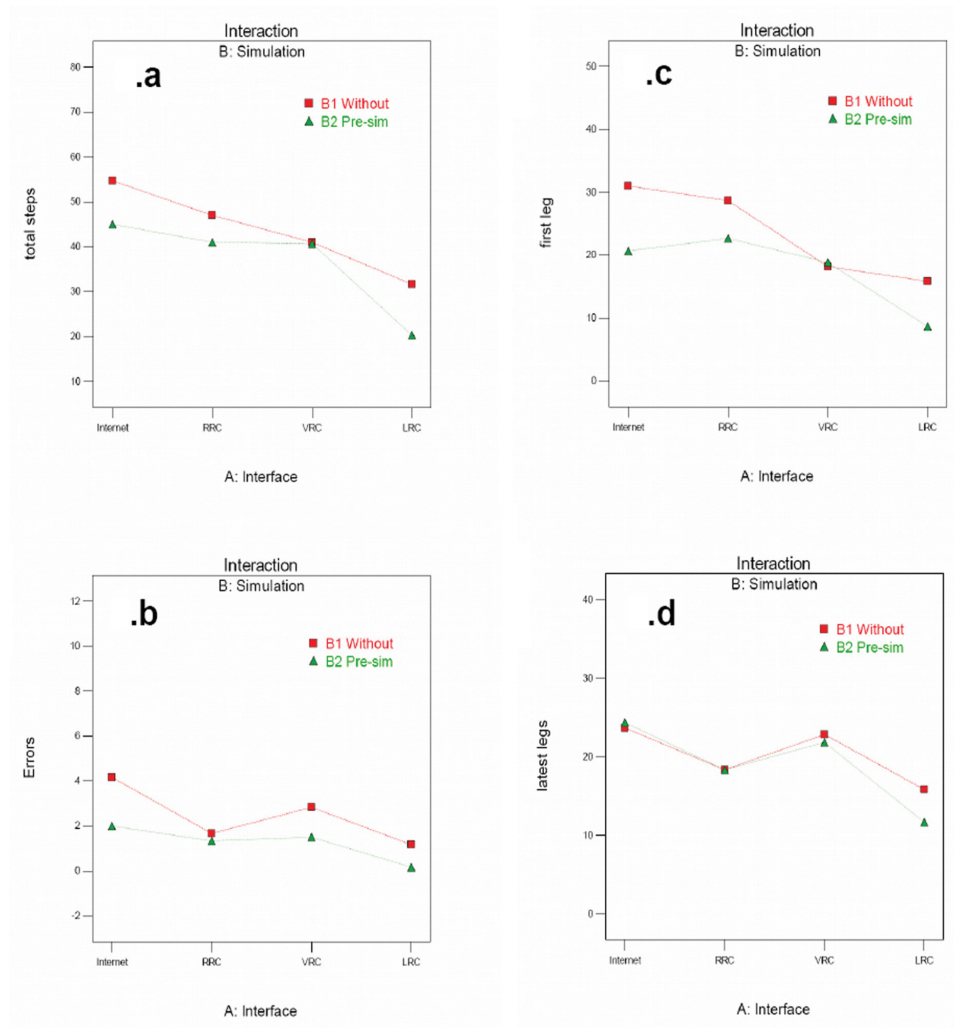 Interaction
B: Simulation
.a
80
70
60
50
40
30
20
10
total steps
B1 Without
B2 Pre-sim
Internet RRC VRC LRC
A: Interface
Interaction
B: Simulation
.c
50
40
30
20
10
0
first leg
B1 Without
B2 Pre-sim
Internet RRC VRC LRC
A: Interface
Interaction
B: Simulation
.b
12
10
8
6
4
2
0
-2
Errors
B1 Without
B2 Pre-sim
Internet RRC VRC LRC
A: Interface
Interaction
B: Simulation
.d
40
30
20
10
0
latest legs
B1 Without
B2 Pre-sim
Internet RRC VRC LRC
A: Interface